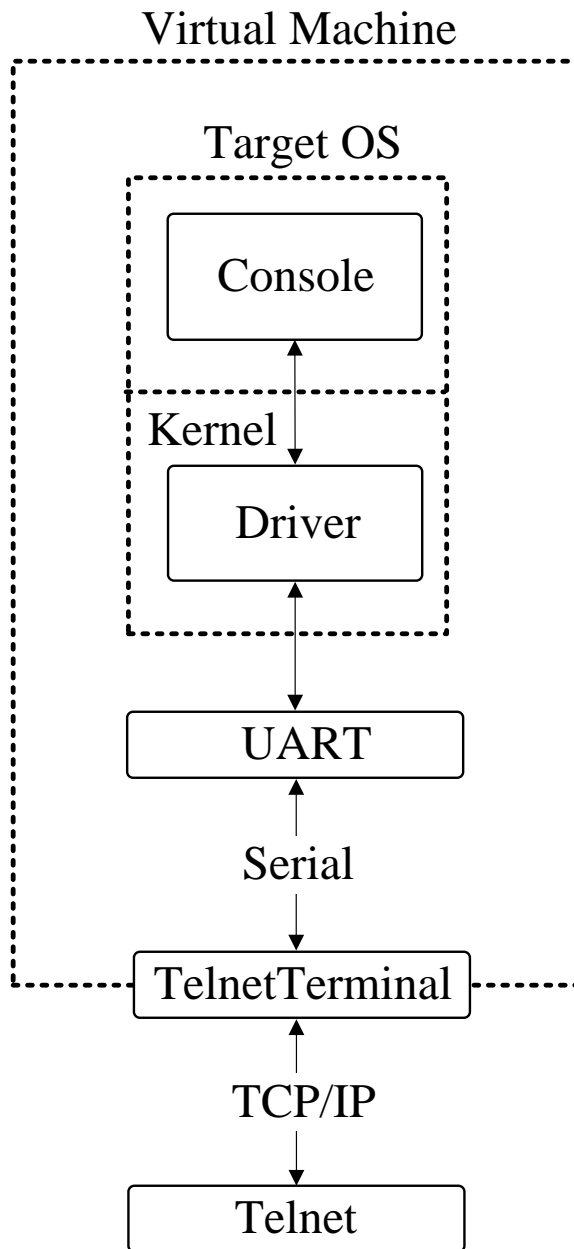 Virtual Machine
Target OS
Console
Kernel
Driver
UART
Serial
TelnetTerminal
TCP/IP
Telnet